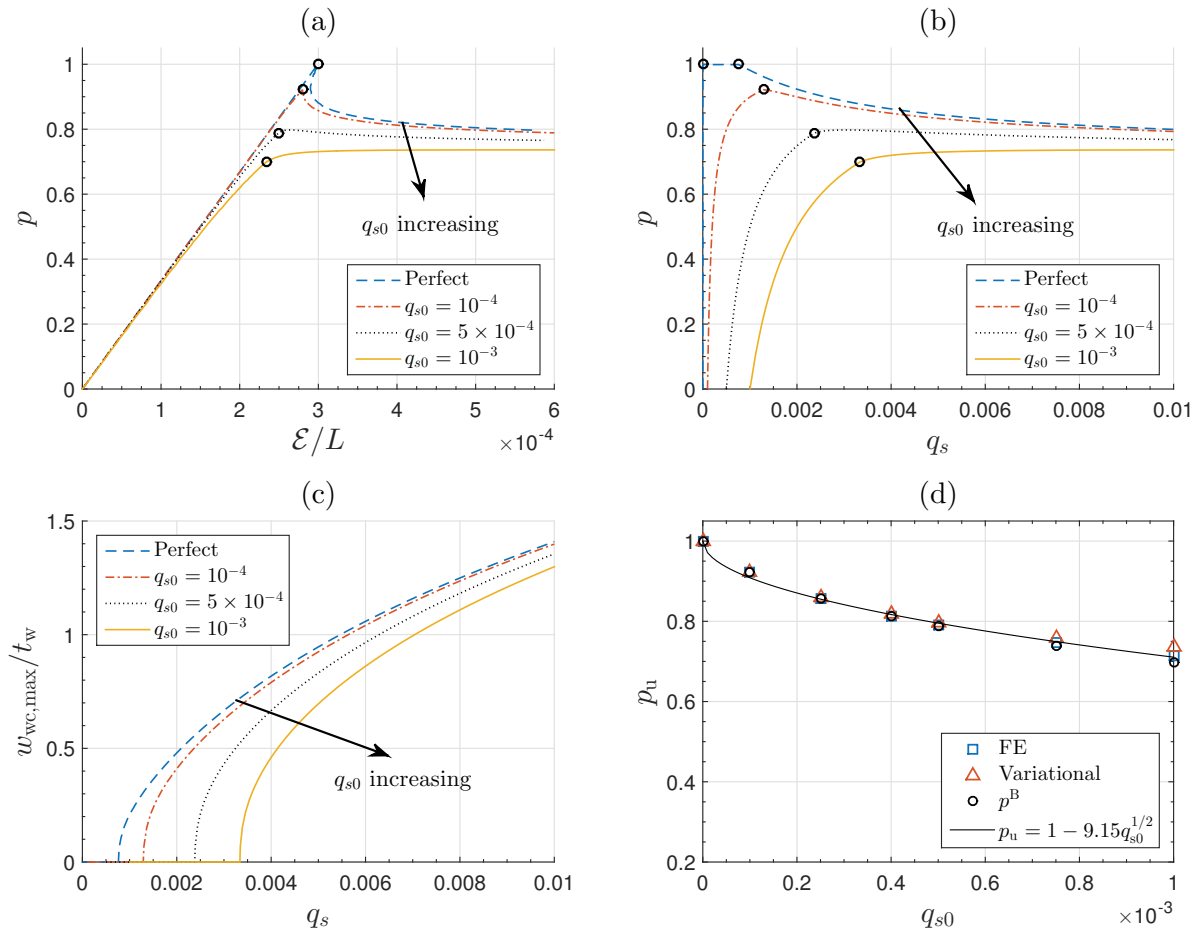 (a)
1
0.8
0.6
0.4
0.2
0
p
0 1 2 3 4 5 6
×10⁻⁴
ℰ/L
q_{s0} increasing
Perfect
q_{s0} = 10⁻⁴
q_{s0} = 5 × 10⁻⁴
q_{s0} = 10⁻³
(b)
1
0.8
0.6
0.4
0.2
0
p
0 0.002 0.004 0.006 0.008 0.01
q_s
q_{s0} increasing
Perfect
q_{s0} = 10⁻⁴
q_{s0} = 5 × 10⁻⁴
q_{s0} = 10⁻³
(c)
1.5
1
0.5
0
w_{wc,max}/t_w
0 0.002 0.004 0.006 0.008 0.01
q_s
q_{s0} increasing
Perfect
q_{s0} = 10⁻⁴
q_{s0} = 5 × 10⁻⁴
q_{s0} = 10⁻³
(d)
1
0.8
0.6
0.4
0.2
p_u
0 0.2 0.4 0.6 0.8 1
×10⁻³
q_{s0}
FE
Variational
p^B
p_u = 1 − 9.15q_{s0}^{1/2}